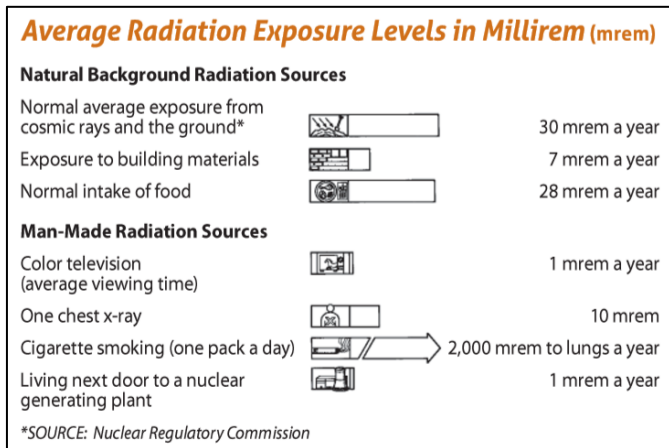 Average Radiation Exposure Levels in Millirem (mrem)
Natural Background Radiation Sources
Normal average exposure from
cosmic rays and the ground* 30 mrem a year
Exposure to building materials 7 mrem a year
Normal intake of food 28 mrem a year
Man-Made Radiation Sources
Color television 1 mrem a year
(average viewing time)
One chest x-ray 10 mrem
Cigarette smoking (one pack a day) 2,000 mrem to lungs a year
Living next door to a nuclear 1 mrem a year
generating plant
*SOURCE: Nuclear Regulatory Commission